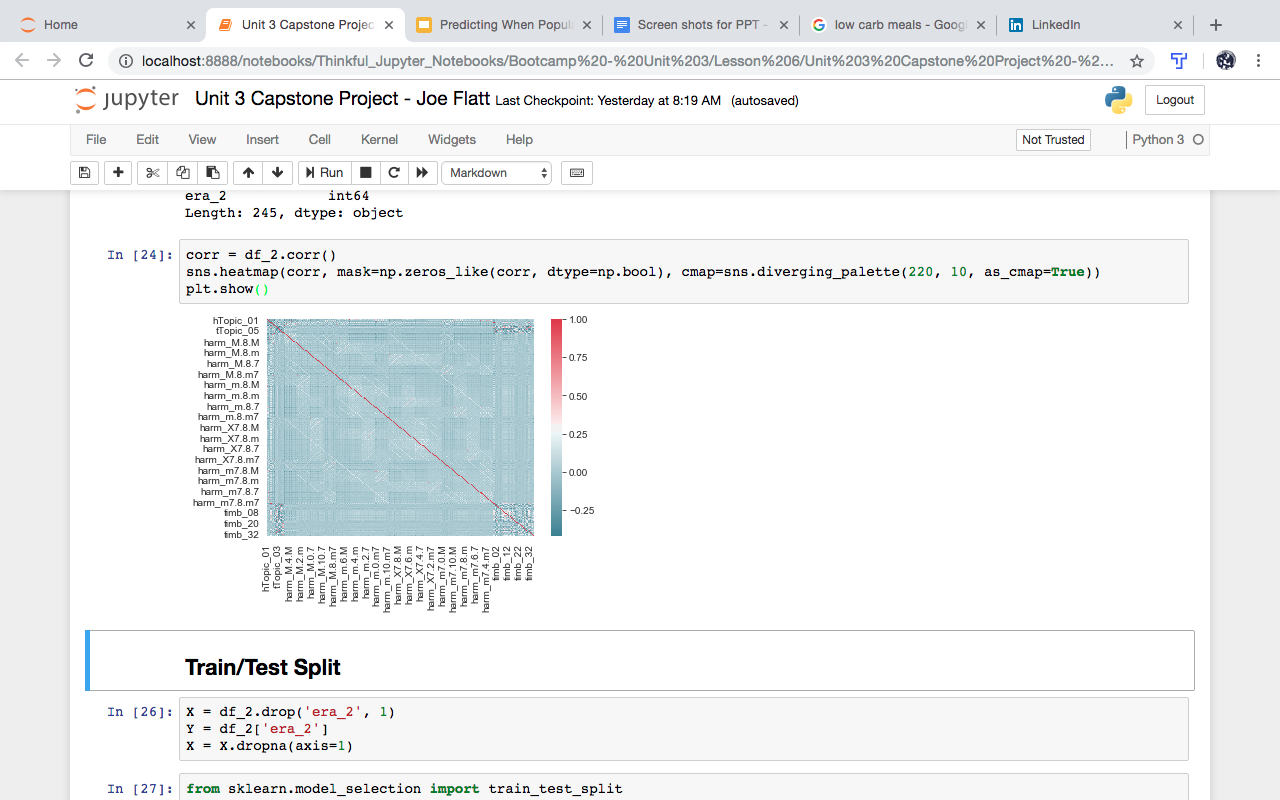 Home
Unit 3 Capstone Projec
Predicting When Popul
Screen shots for PPT -
low carb meals - Goog
LinkedIn
localhost:8888/notebooks/Thinkful_Jupyter_Notebooks/Bootcamp%20-%20Unit%203/Lesson%206/Unit%203%20Capstone%20Project%20-%2...
jupyter Unit 3 Capstone Project - Joe Flatt Last Checkpoint: Yesterday at 8:19 AM (autosaved)
Logout
File Edit View Insert Cell Kernel Widgets Help
Not Trusted
Python 3
Run
Markdown
era_2 int64
Length: 245, dtype: object
In [24]: corr = df_2.corr()
sns.heatmap(corr, mask=np.zeros_like(corr, dtype=np.bool), cmap=sns.diverging_palette(220, 10, as_cmap=True))
plt.show()
hTopic_01
tTopic_05
harm_M.8.M
harm_M.8.m
harm_M.8.7
harm_M.8.m7
harm_m.8.M
harm_m.8.m
harm_m.8.7
harm_m.8.m7
harm_X7.8.M
harm_X7.8.m
harm_X7.8.7
harm_X7.8.m7
harm_m7.8.M
harm_m7.8.m
harm_m7.8.7
harm_m7.8.m7
timb_08
timb_20
timb_32
hTopic_01
tTopic_03
harm_M.4.M
harm_M.2.m
harm_M.0.7
harm_M.10.7
harm_M.8.m7
harm_m.6.M
harm_m.4.m
harm_m.2.7
harm_m.0.m7
harm_m.10.m7
harm_X7.8.M
harm_X7.6.m
harm_X7.4.7
harm_X7.2.m7
harm_m7.0.M
harm_m7.10.M
harm_m7.8.m
harm_m7.6.7
harm_m7.4.m7
timb_02
timb_12
timb_22
timb_32
1.00
0.75
0.50
0.25
0.00
−0.25
Train/Test Split
In [26]: X = df_2.drop('era_2', 1)
Y = df_2['era_2']
X = X.dropna(axis=1)
In [27]: from sklearn.model_selection import train_test_split